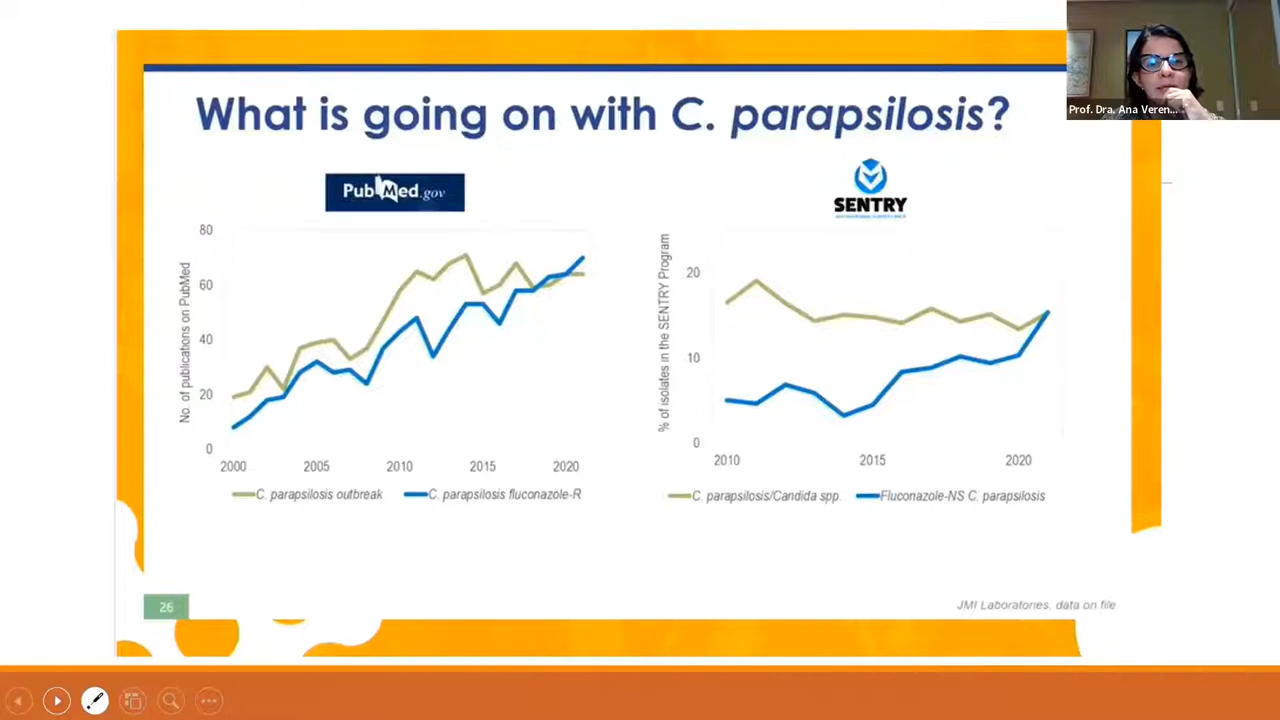 What is going on with C. parapsilosis?
Prof. Dra. Ana Veren...
PubMed.gov
SENTRY
No. of publications on PubMed
80
60
40
20
0
2000
2005
2010
2015
2020
C. parapsilosis outbreak
C. parapsilosis fluconazole-R
% of isolates in the SENTRY Program
20
10
0
2010
2015
2020
C. parapsilosis/Candida spp.
Fluconazole-NS C. parapsilosis
26
JMI Laboratories, data on file